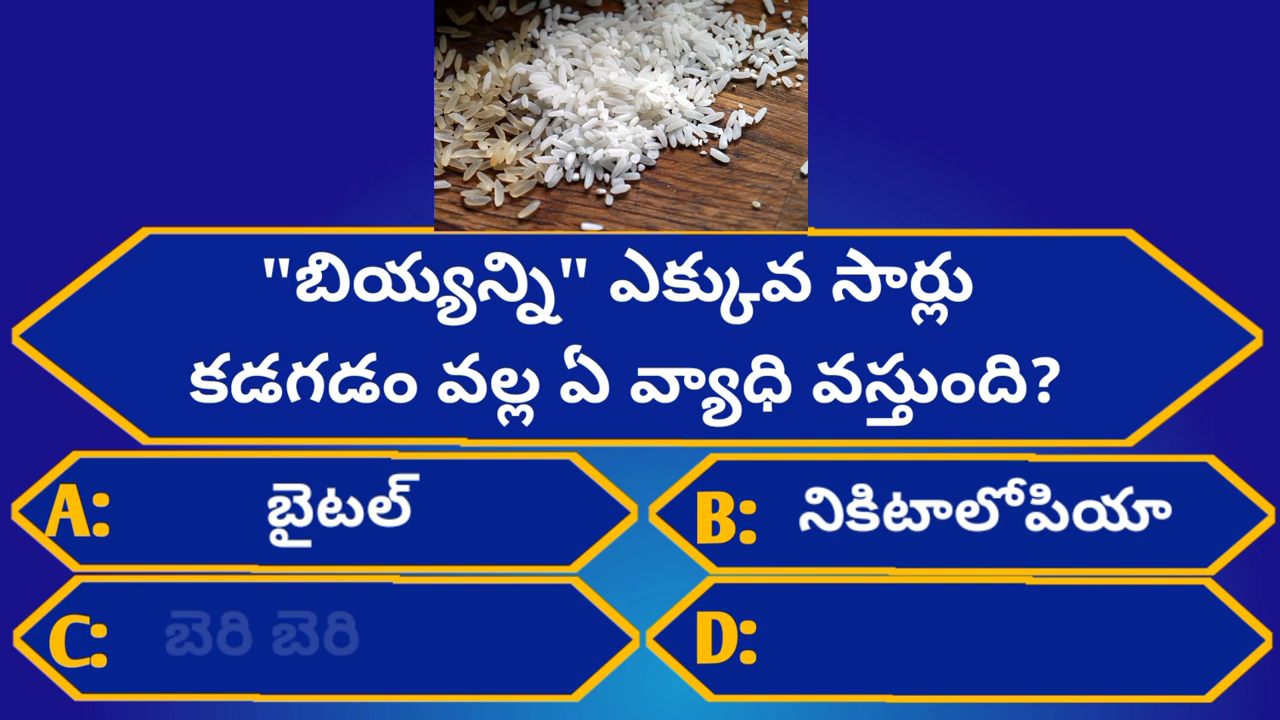 "బియ్యన్ని" ఎక్కువ సార్లు
కడగడం వల్ల ఏ వ్యాధి వస్తుంది?
A: బైటల్
B: నికిటాలోపియా
C: బెరి బెరి
D: